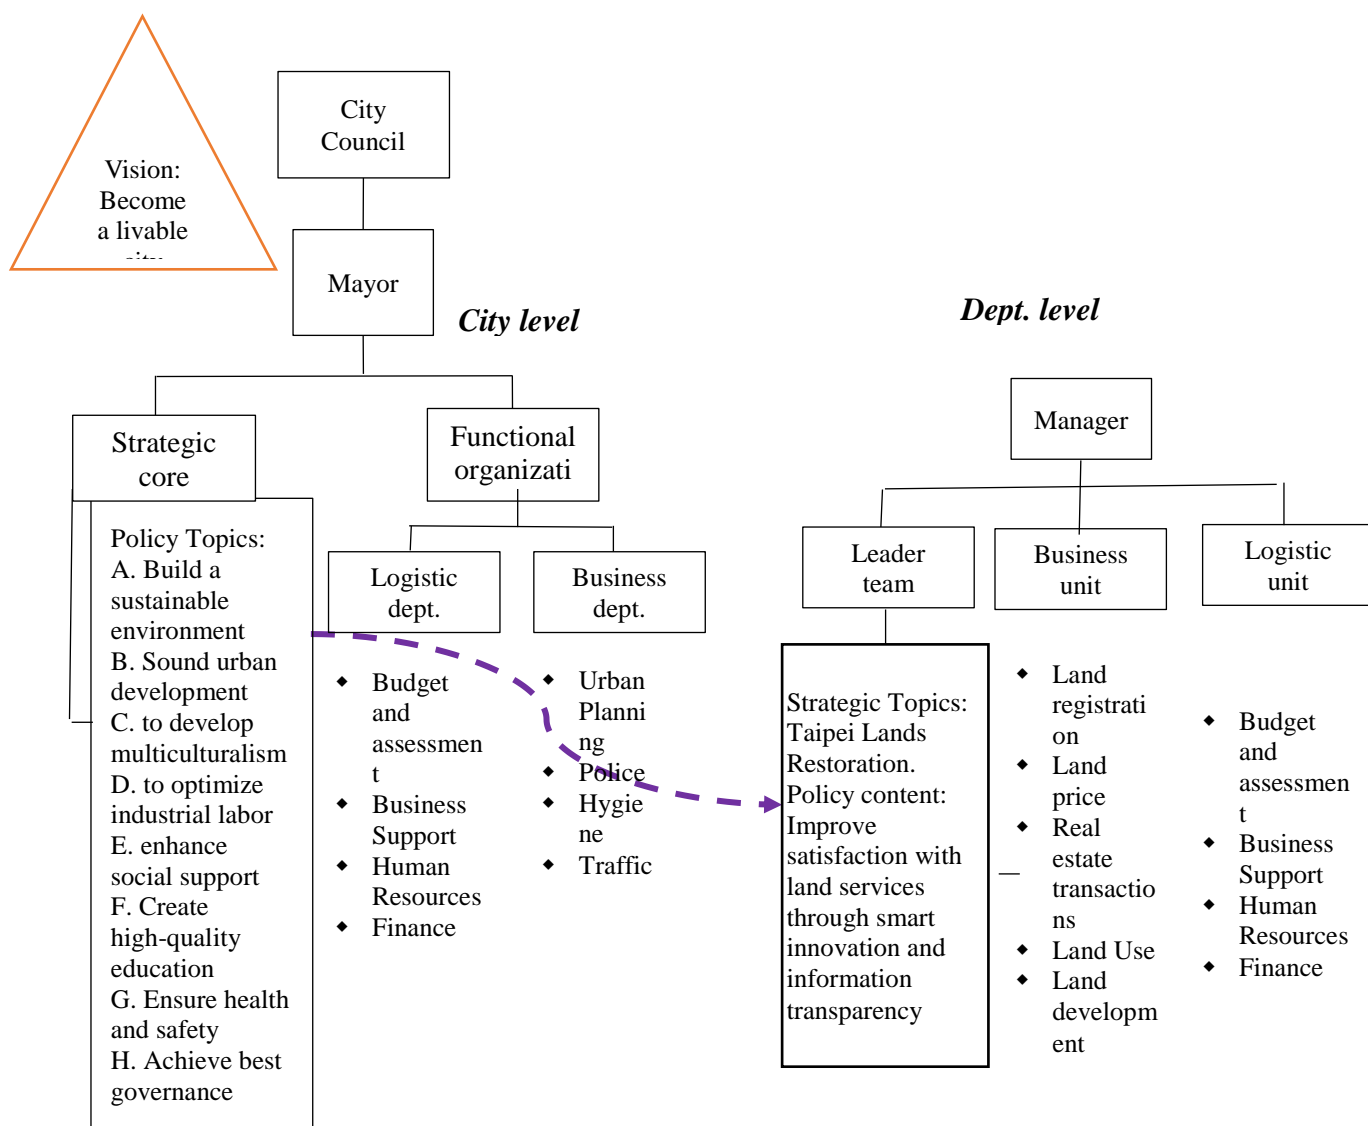 Vision:
Become
a livable
City
Council
Mayor
City level
Dept. level
Strategic
core
Functional
organizati
Policy Topics:
A. Build a
sustainable
environment
B. Sound urban
development
C. to develop
multiculturalism
D. to optimize
industrial labor
E. enhance
social support
F. Create
high-quality
education
G. Ensure health
and safety
H. Achieve best
governance
Logistic
dept.
◆ Budget
and
assessmen
t
◆ Business
Support
◆ Human
Resources
◆ Finance
Business
dept.
◆ Urban
Planni
ng
◆ Police
◆ Hygie
ne
◆ Traffic
Manager
Leader
team
Strategic Topics:
Taipei Lands
Restoration.
Policy content:
Improve
satisfaction with
land services
through smart
innovation and
information
transparency
Business
unit
◆ Land
registrati
on
◆ Land
price
◆ Real
estate
transactio
ns
◆ Land Use
◆ Land
developm
ent
Logistic
unit
◆ Budget
and
assessmen
t
◆ Business
Support
◆ Human
Resources
◆ Finance